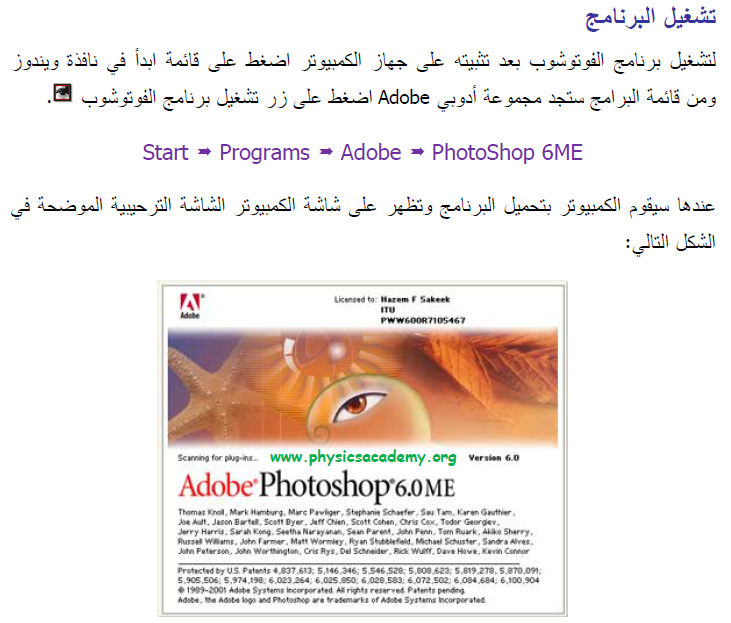 تشغيل البرنامج
لتشغيل برنامج الفوتوشوب بعد تثبيته على جهاز الكمبيوتر اضغط على قائمة ابدأ في نافذة ويندوز
ومن قائمة البرامج ستجد مجموعة أدوبي Adobe اضغط على زر تشغيل برنامج الفوتوشوب .
Start ➡ Programs ➡ Adobe ➡ PhotoShop 6ME
عندها سيقوم الكمبيوتر بتحميل البرنامج وتظهر على شاشة الكمبيوتر الشاشة الترحيبية الموضحة في
الشكل التالي:
Adobe
Licensed to: Hazem F Sakeek
ITU
PWW600R7105467
Scanning for plug-ins... www.physicsacademy.org Version 6.0
Adobe® Photoshop® 6.0 ME
Thomas Knoll, Mark Hamburg, Marc Pawliger, Stephanie Schaefer, Sau Tam, Karen Gauthier,
Joe Ault, Jason Bartell, Scott Byer, Jeff Chien, Scott Cohen, Chris Cox, Todor Georgiev,
Jerry Harris, Sarah Kong, Seetha Narayanan, Sean Parent, John Penn, Tom Ruark, Akiko Sherry,
Russell Williams, John Farmer, Matt Wormley, Ryan Stubblefield, Michael Schuster, Sandra Alves,
John Peterson, John Worthington, Cris Rys, Del Schneider, Rick Wulff, Dave Howe, Kevin Connor
Protected by U.S. Patents 4,837,613; 5,146,346; 5,546,528; 5,808,623; 5,819,278; 5,870,091;
5,905,506; 5,974,198; 6,023,264; 6,025,850; 6,028,583; 6,072,502; 6,084,684; 6,100,904
© 1989-2001 Adobe Systems Incorporated. All rights reserved. Patents pending.
Adobe, the Adobe logo and Photoshop are trademarks of Adobe Systems Incorporated.